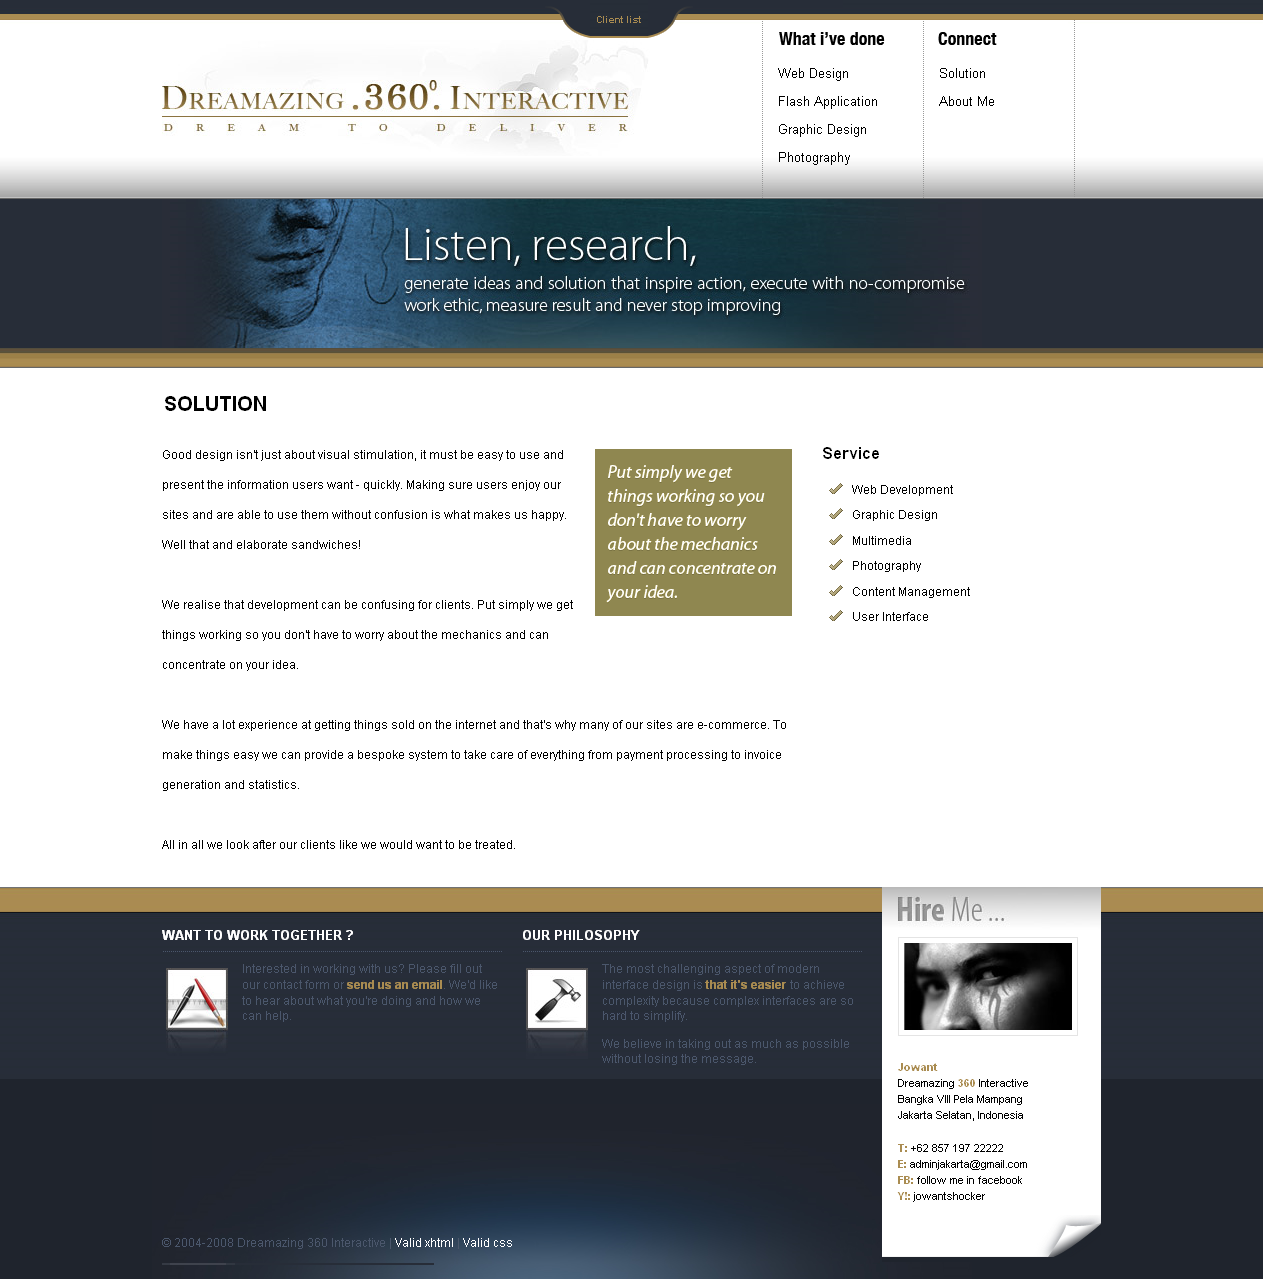 Client list
DREAMAZING .360°. INTERACTIVE
DREAM TO DELIVER
What i've done
Web Design
Flash Application
Graphic Design
Photography
Connect
Solution
About Me
Listen, research,
generate ideas and solution that inspire action, execute with no-compromise
work ethic, measure result and never stop improving
SOLUTION
Good design isn't just about visual stimulation, it must be easy to use and
present the information users want - quickly. Making sure users enjoy our
sites and are able to use them without confusion is what makes us happy.
Well that and elaborate sandwiches!
We realise that development can be confusing for clients. Put simply we get
things working so you don't have to worry about the mechanics and can
concentrate on your idea.
Put simply we get
things working so you
don't have to worry
about the mechanics
and can concentrate on
your idea.
We have a lot experience at getting things sold on the internet and that's why many of our sites are e-commerce. To
make things easy we can provide a bespoke system to take care of everything from payment processing to invoice
generation and statistics.
All in all we look after our clients like we would want to be treated.
Service
Web Development
Graphic Design
Multimedia
Photography
Content Management
User Interface
WANT TO WORK TOGETHER ?
Interested in working with us? Please fill out
our contact form or send us an email. We'd like
to hear about what you're doing and how we
can help.
OUR PHILOSOPHY
The most challenging aspect of modern
interface design is that it's easier to achieve
complexity because complex interfaces are so
hard to simplify.
We believe in taking out as much as possible
without losing the message.
Hire Me ...
Jowant
Dreamazing 360 Interactive
Bangka VIII Pela Mampang
Jakarta Selatan, Indonesia
T: +62 857 197 22222
E: adminjakarta@gmail.com
FB: follow me in facebook
Y!: jowantshocker
© 2004-2008 Dreamazing 360 Interactive | Valid xhtml | Valid css